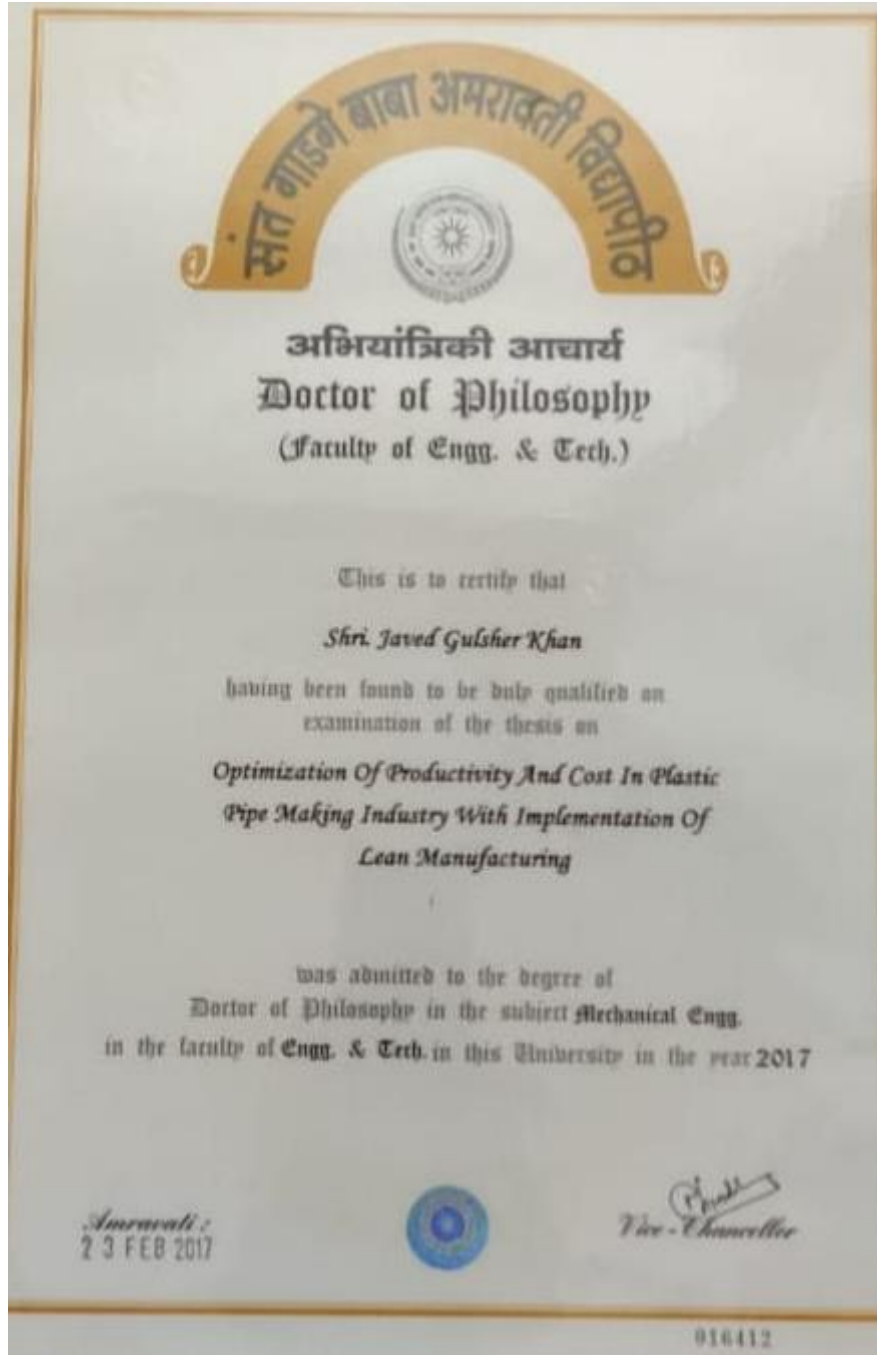 संत गाडगे बाबा अमरावती विद्यापीठ
अभियांत्रिकी आचार्य
Doctor of Philosophy
(Faculty of Engg. & Tech.)
This is to certify that
Shri. Javed Gulsher Khan
having been found to be duly qualified on
examination of the thesis on
Optimization Of Productivity And Cost In Plastic
Pipe Making Industry With Implementation Of
Lean Manufacturing
was admitted to the degree of
Doctor of Philosophy in the subject Mechanical Engg.
in the faculty of Engg. & Tech. in this University in the year 2017
Amravati :
23 FEB 2017
Vice-Chancellor
016412